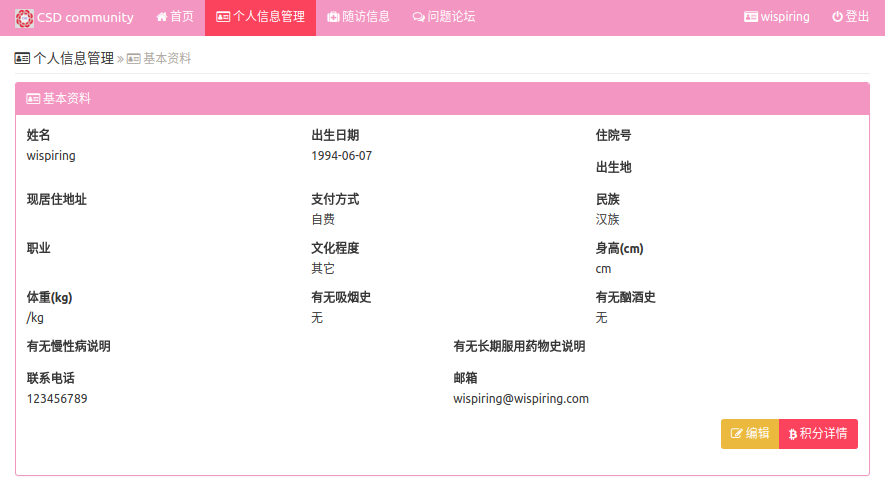 CSD community 首页 个人信息管理 随访信息 问题论坛 wispiring 登出
个人信息管理 » 基本资料
基本资料
姓名 出生日期 住院号
wispiring 1994-06-07
出生地
现居住地址 支付方式 民族
自费 汉族
职业 文化程度 身高(cm)
其它 cm
体重(kg) 有无吸烟史 有无酗酒史
/kg 无 无
有无慢性病说明 有无长期服用药物史说明
联系电话 邮箱
123456789 wispiring@wispiring.com
编辑 积分详情